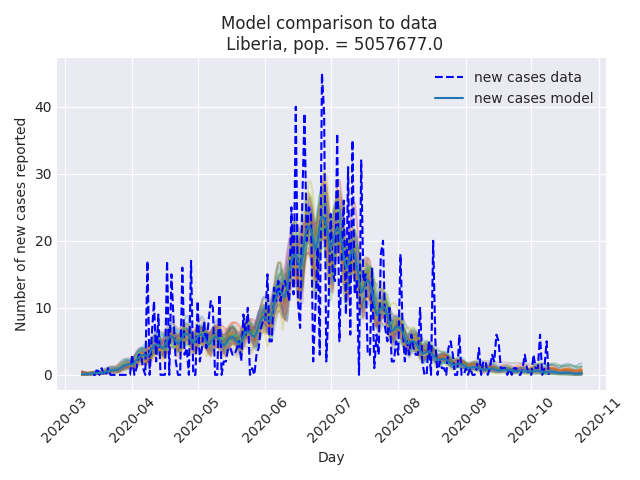 Model comparison to data
Liberia, pop. = 5057677.0
new cases data
new cases model
Number of new cases reported
40
30
20
10
0
2020-03
2020-04
2020-05
2020-06
2020-07
2020-08
2020-09
2020-10
2020-11
Day